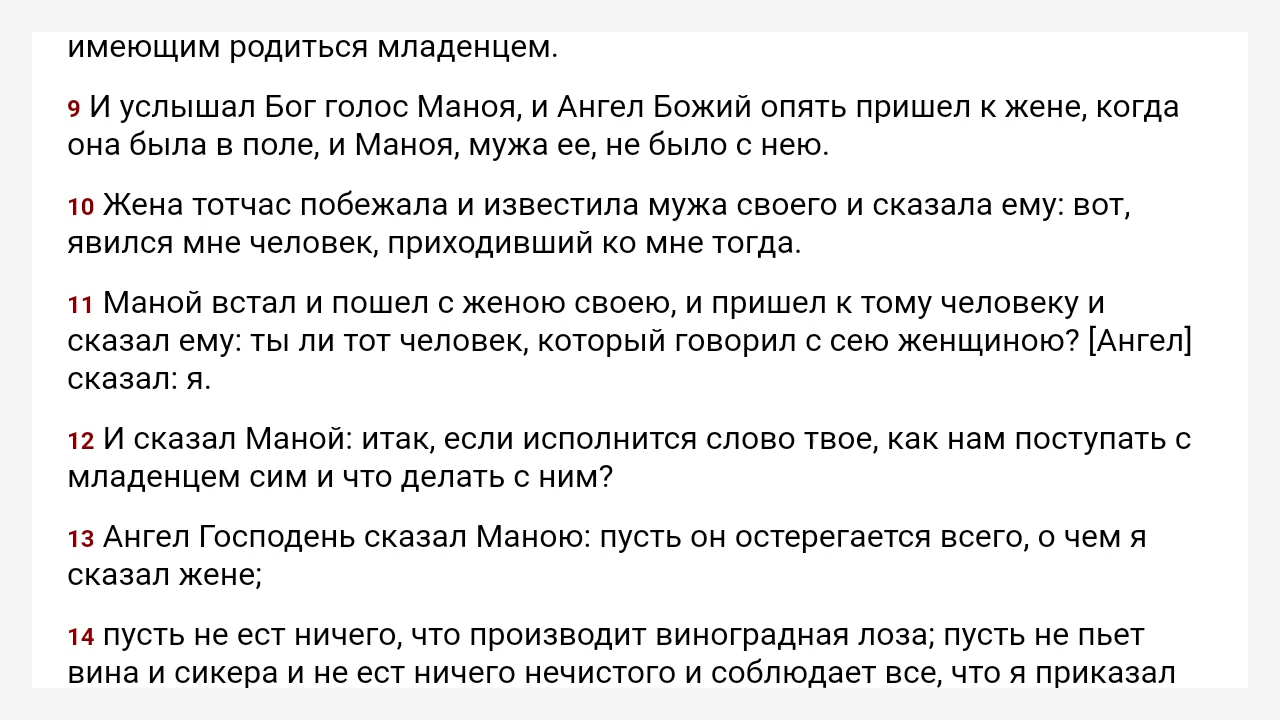 имеющим родиться младенцем.
9 И услышал Бог голос Маноя, и Ангел Божий опять пришел к жене, когда
она была в поле, и Маноя, мужа ее, не было с нею.
10 Жена тотчас побежала и известила мужа своего и сказала ему: вот,
явился мне человек, приходивший ко мне тогда.
11 Маной встал и пошел с женою своею, и пришел к тому человеку и
сказал ему: ты ли тот человек, который говорил с сею женщиною? [Ангел]
сказал: я.
12 И сказал Маной: итак, если исполнится слово твое, как нам поступать с
младенцем сим и что делать с ним?
13 Ангел Господень сказал Маною: пусть он остерегается всего, о чем я
сказал жене;
14 пусть не ест ничего, что производит виноградная лоза; пусть не пьет
вина и сикера и не ест ничего нечистого и соблюдает все, что я приказал